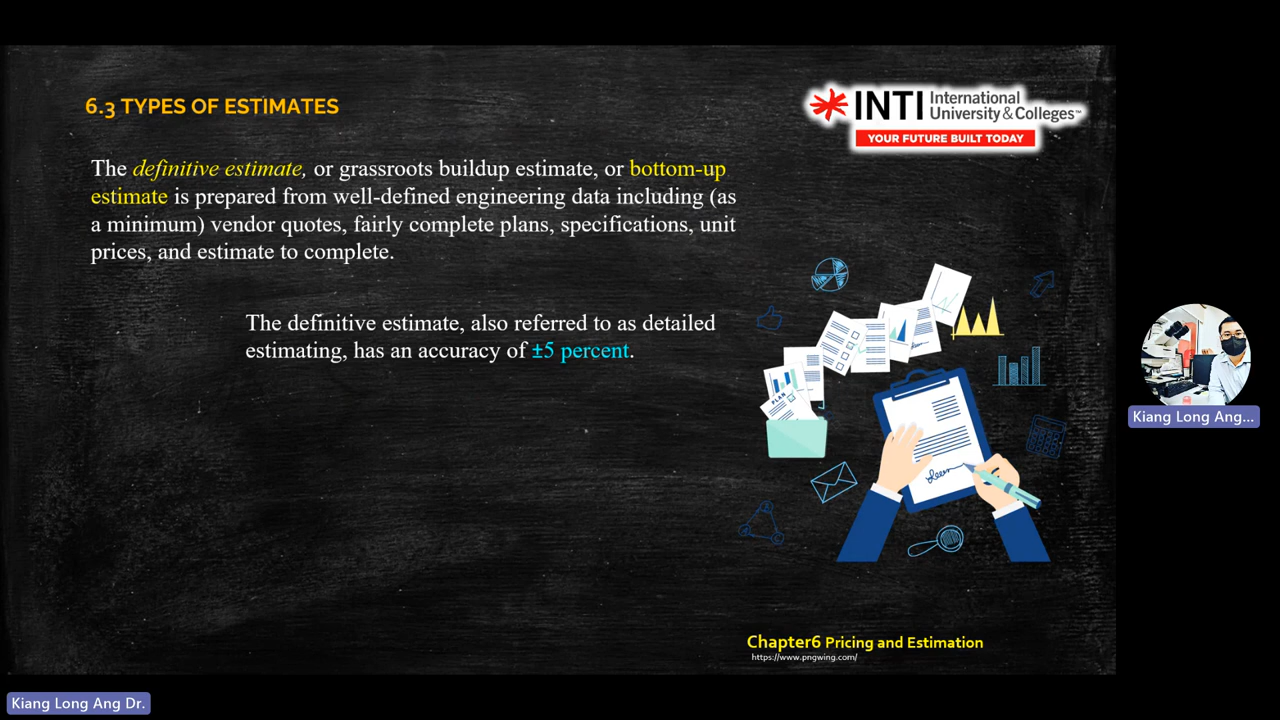 6.3 TYPES OF ESTIMATES
INTI International
University & Colleges™
YOUR FUTURE BUILT TODAY
The definitive estimate, or grassroots buildup estimate, or bottom-up
estimate is prepared from well-defined engineering data including (as
a minimum) vendor quotes, fairly complete plans, specifications, unit
prices, and estimate to complete.
The definitive estimate, also referred to as detailed
estimating, has an accuracy of ±5 percent.
PLAN
Kiang Long Ang...
Chapter6 Pricing and Estimation
https://www.pngwing.com/
Kiang Long Ang Dr.